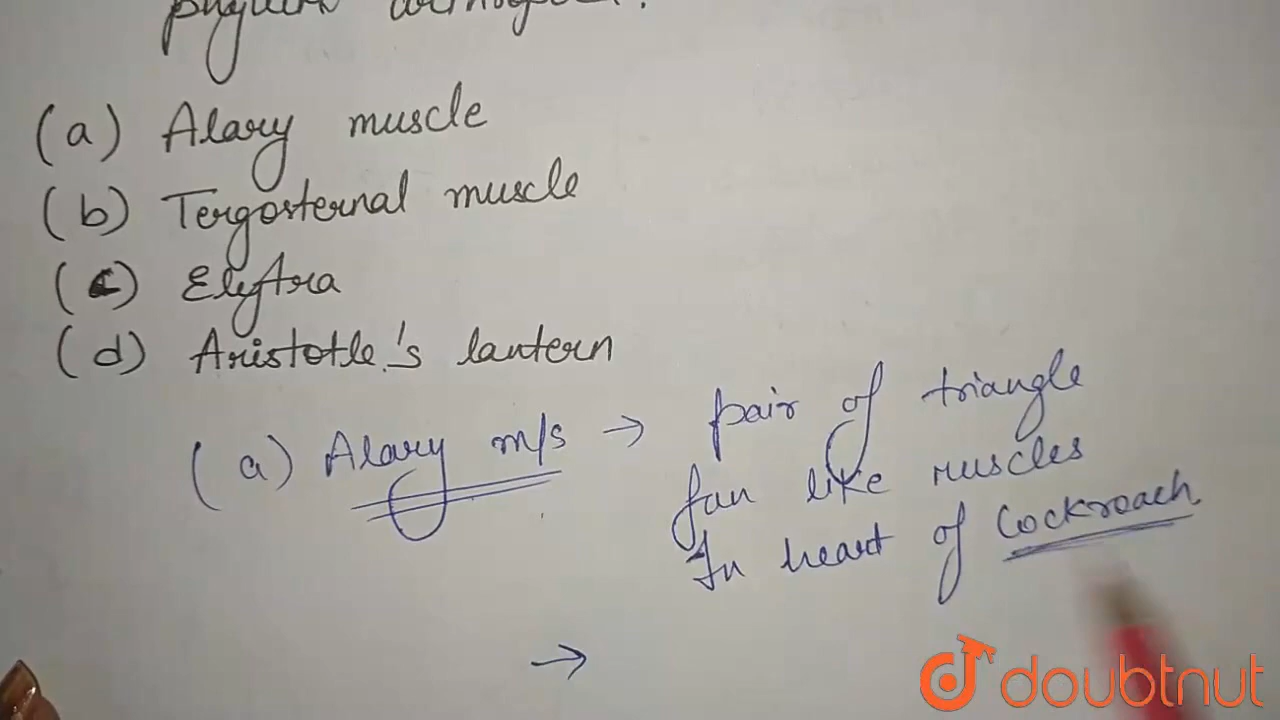 (a) Alary muscle
(b) Tergosternal muscle
(c) Elytra
(d) Aristotle's lantern
(a) Alary m/s → pair of triangle
fan like muscles
In heart of Cockroach
→
doubtnut